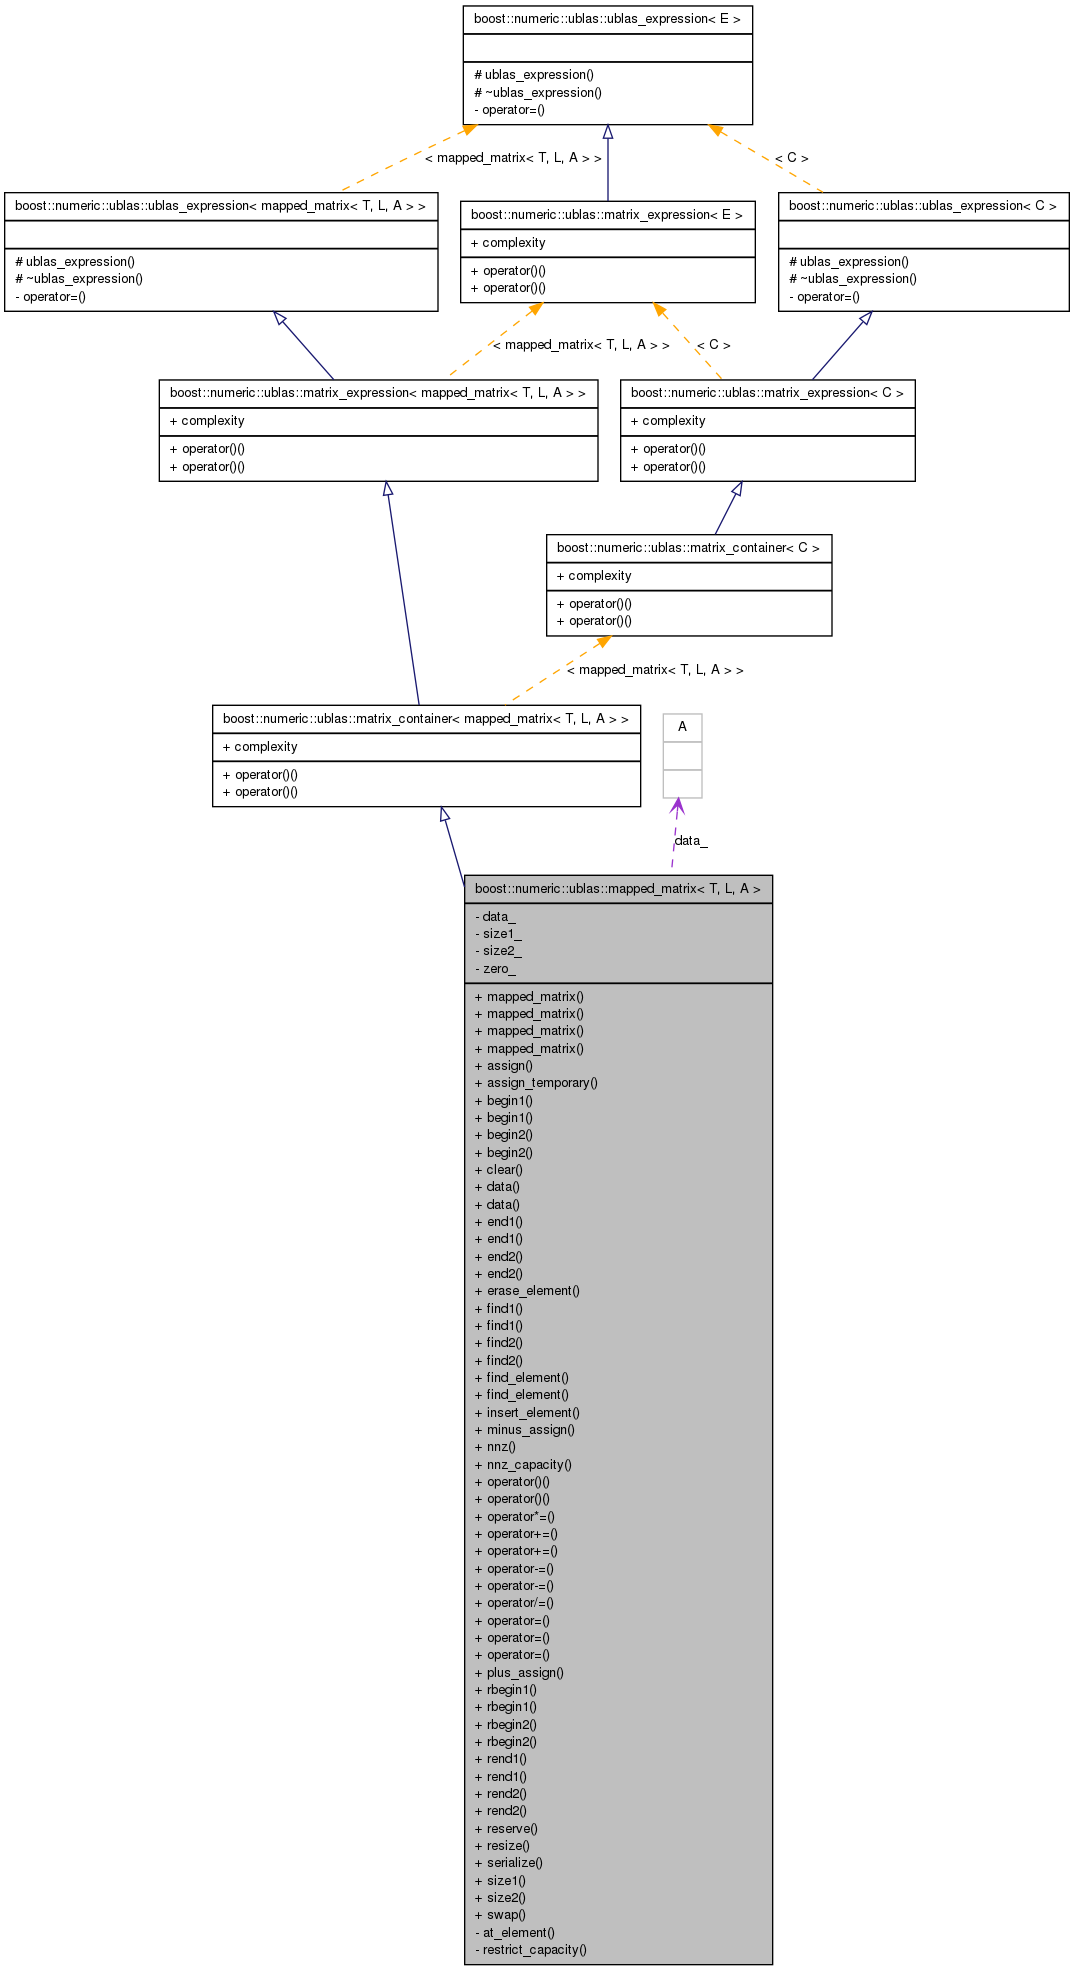 boost::numeric::ublas::ublas_expression< E >
# ublas_expression()
# ~ublas_expression()
- operator=()
< mapped_matrix< T, L, A > >
< C >
boost::numeric::ublas::ublas_expression< mapped_matrix< T, L, A > >
# ublas_expression()
# ~ublas_expression()
- operator=()
boost::numeric::ublas::matrix_expression< E >
+ complexity
+ operator()()
+ operator()()
boost::numeric::ublas::ublas_expression< C >
# ublas_expression()
# ~ublas_expression()
- operator=()
< mapped_matrix< T, L, A > >
< C >
boost::numeric::ublas::matrix_expression< mapped_matrix< T, L, A > >
+ complexity
+ operator()()
+ operator()()
boost::numeric::ublas::matrix_expression< C >
+ complexity
+ operator()()
+ operator()()
boost::numeric::ublas::matrix_container< C >
+ complexity
+ operator()()
+ operator()()
< mapped_matrix< T, L, A > >
boost::numeric::ublas::matrix_container< mapped_matrix< T, L, A > >
+ complexity
+ operator()()
+ operator()()
A
data_
boost::numeric::ublas::mapped_matrix< T, L, A >
- data_
- size1_
- size2_
- zero_
+ mapped_matrix()
+ mapped_matrix()
+ mapped_matrix()
+ mapped_matrix()
+ assign()
+ assign_temporary()
+ begin1()
+ begin1()
+ begin2()
+ begin2()
+ clear()
+ data()
+ data()
+ end1()
+ end1()
+ end2()
+ end2()
+ erase_element()
+ find1()
+ find1()
+ find2()
+ find2()
+ find_element()
+ find_element()
+ insert_element()
+ minus_assign()
+ nnz()
+ nnz_capacity()
+ operator()()
+ operator()()
+ operator*=()
+ operator+=()
+ operator+=()
+ operator-=()
+ operator-=()
+ operator/=()
+ operator=()
+ operator=()
+ operator=()
+ plus_assign()
+ rbegin1()
+ rbegin1()
+ rbegin2()
+ rbegin2()
+ rend1()
+ rend1()
+ rend2()
+ rend2()
+ reserve()
+ resize()
+ serialize()
+ size1()
+ size2()
+ swap()
- at_element()
- restrict_capacity()